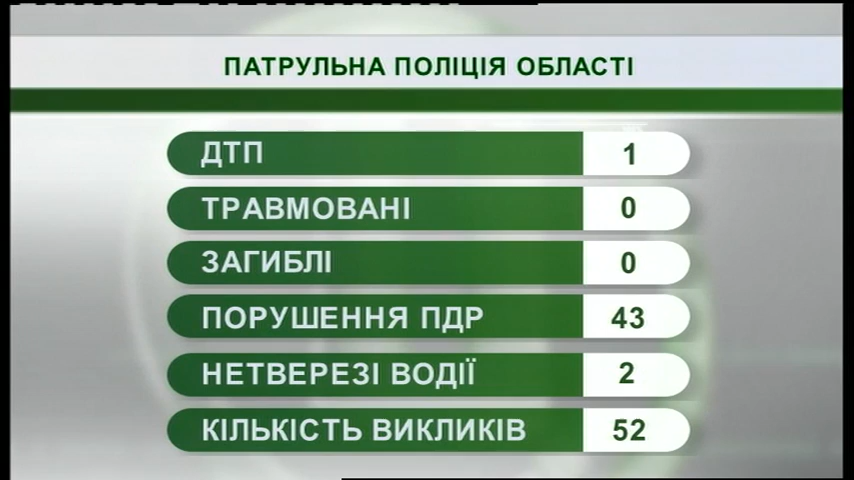 ПАТРУЛЬНА ПОЛІЦІЯ ОБЛАСТІ
ДТП 1
ТРАВМОВАНІ 0
ЗАГИБЛІ 0
ПОРУШЕННЯ ПДР 43
НЕТВЕРЕЗІ ВОДІЇ 2
КІЛЬКІСТЬ ВИКЛИКІВ 52